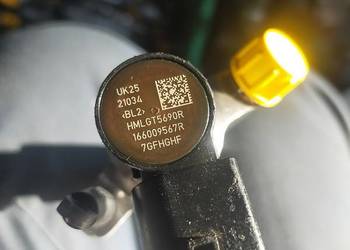 UK25
21034
‹BL2›
HMLGT5690R
166009567R
7GFHGHF